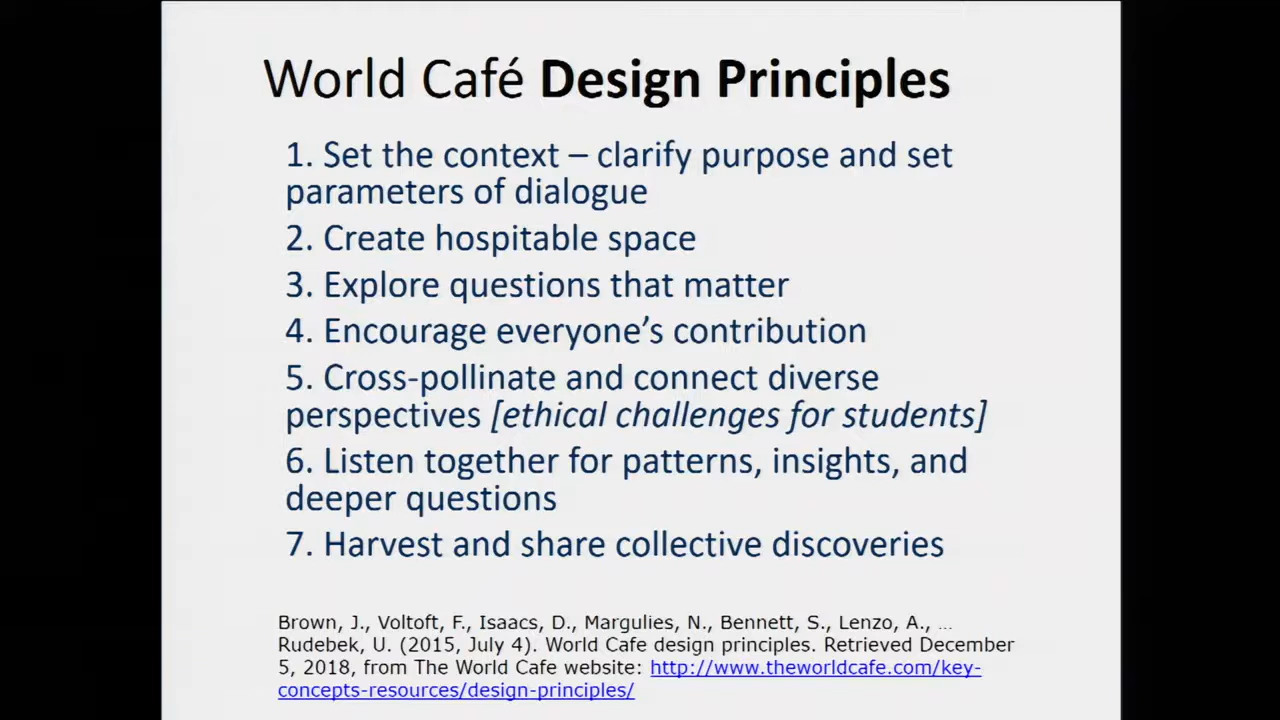 World Café Design Principles
1. Set the context – clarify purpose and set
parameters of dialogue
2. Create hospitable space
3. Explore questions that matter
4. Encourage everyone’s contribution
5. Cross-pollinate and connect diverse
perspectives [ethical challenges for students]
6. Listen together for patterns, insights, and
deeper questions
7. Harvest and share collective discoveries
Brown, J., Voltoft, F., Isaacs, D., Margulies, N., Bennett, S., Lenzo, A., …
Rudebek, U. (2015, July 4). World Cafe design principles. Retrieved December
5, 2018, from The World Cafe website: http://www.theworldcafe.com/key-
concepts-resources/design-principles/